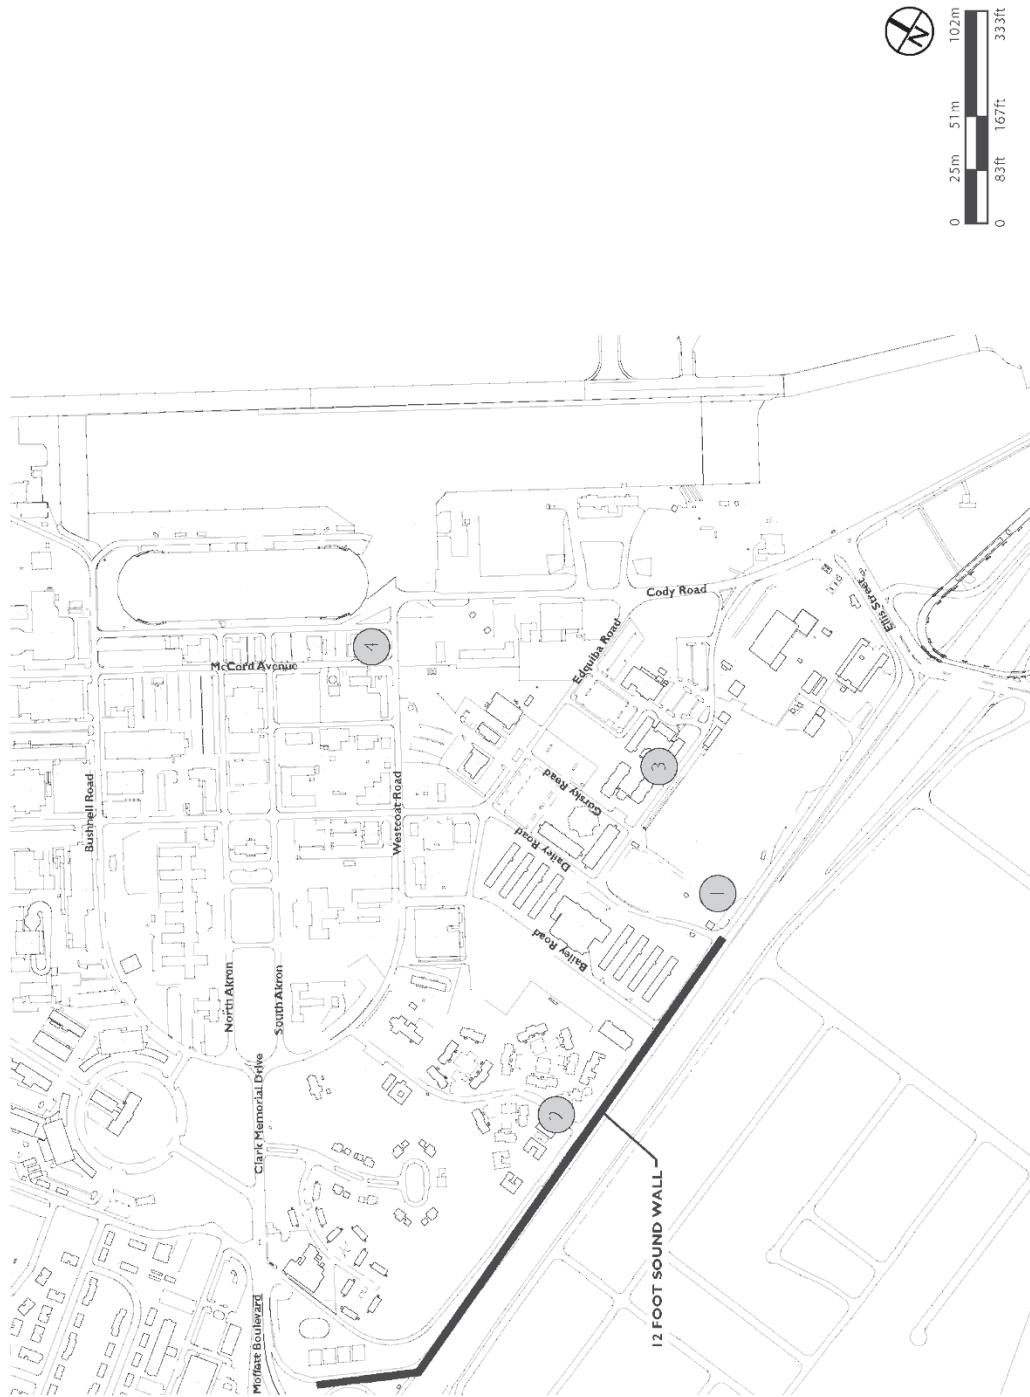 N
0 25m 51m 102m
0 83ft 167ft 333ft
Cody Road
Ellis Street
Edquiba Road
McCord Avenue
4
3
Gorsky Road
Bushnell Road
Westcoat Road
Dailey Road
1
Bailey Road
North Akron
South Akron
2
Clark Memorial Drive
12 FOOT SOUND WALL
Moffett Boulevard